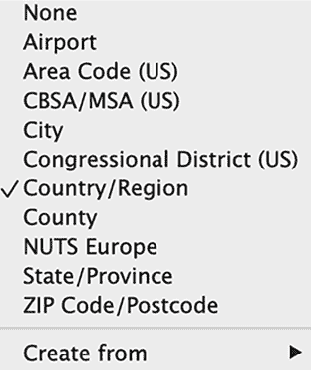 None
Airport
Area Code (US)
CBSA/MSA (US)
City
Congressional District (US)
Country/Region
County
NUTS Europe
State/Province
ZIP Code/Postcode
Create from